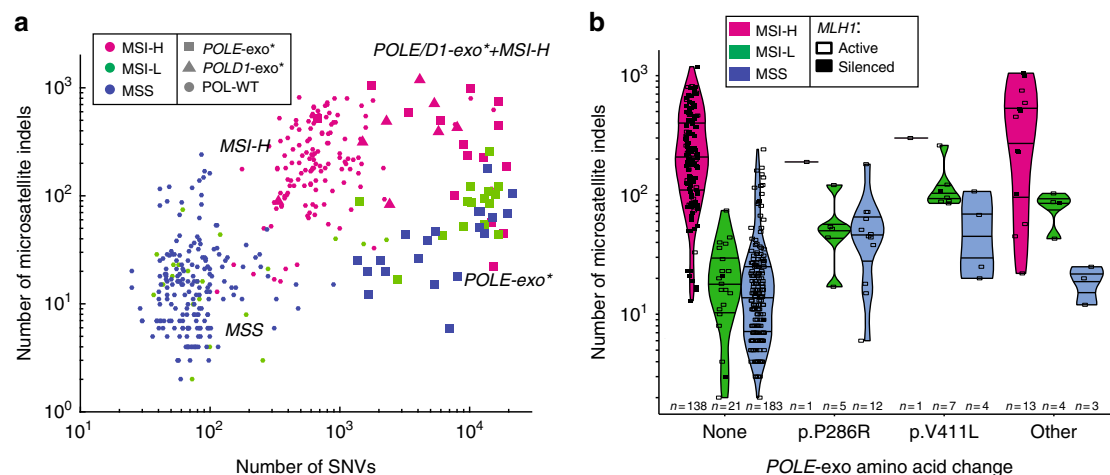 a
MSI-H
MSI-L
MSS
POLE-exo*
POLD1-exo*
POL-WT
POLE/D1-exo*+MSI-H
MSI-H
MSS
POLE-exo*
Number of microsatellite indels
10³
10²
10¹
10⁰
10¹
10²
10³
10⁴
Number of SNVs
b
MSI-H
MSI-L
MSS
MLH1:
Active
Silenced
Number of microsatellite indels
10³
10²
10¹
n=138 n=21 n=183 n=1 n=5 n=12 n=1 n=7 n=4 n=13 n=4 n=3
None p.P286R p.V411L Other
POLE-exo amino acid change